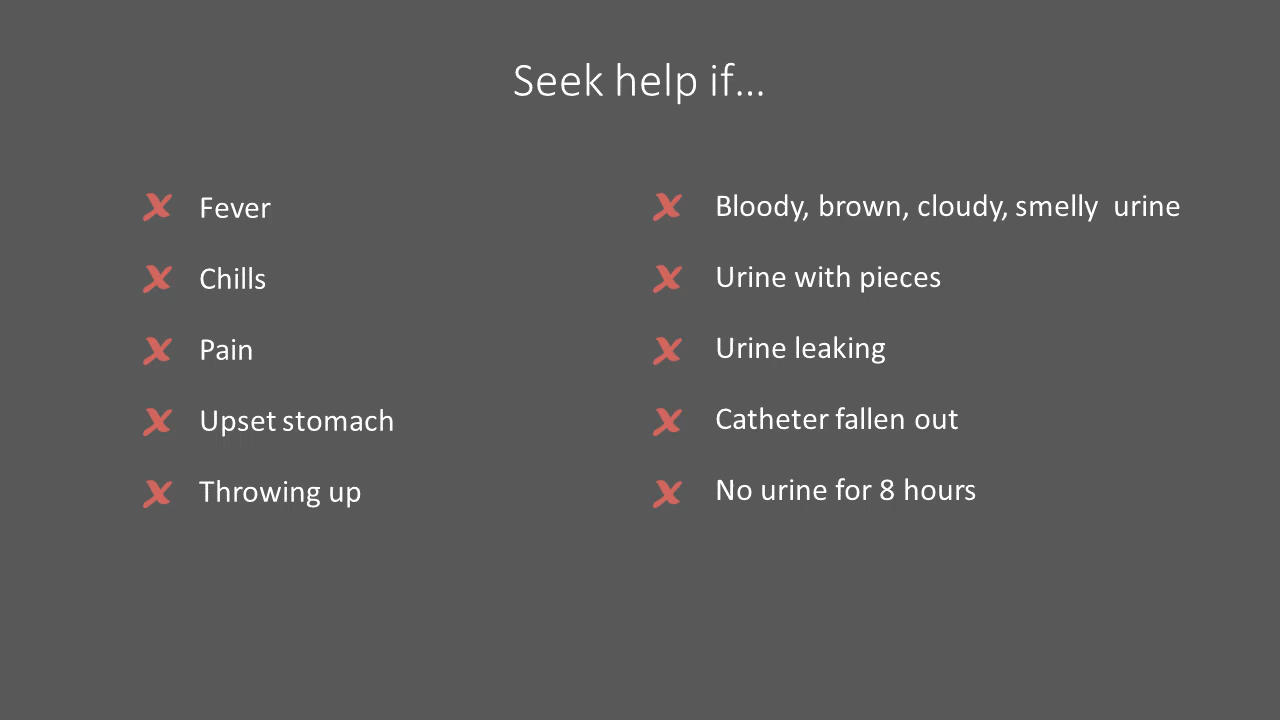 Seek help if...
Fever
Chills
Pain
Upset stomach
Throwing up
Bloody, brown, cloudy, smelly  urine
Urine with pieces
Urine leaking
Catheter fallen out
No urine for 8 hours